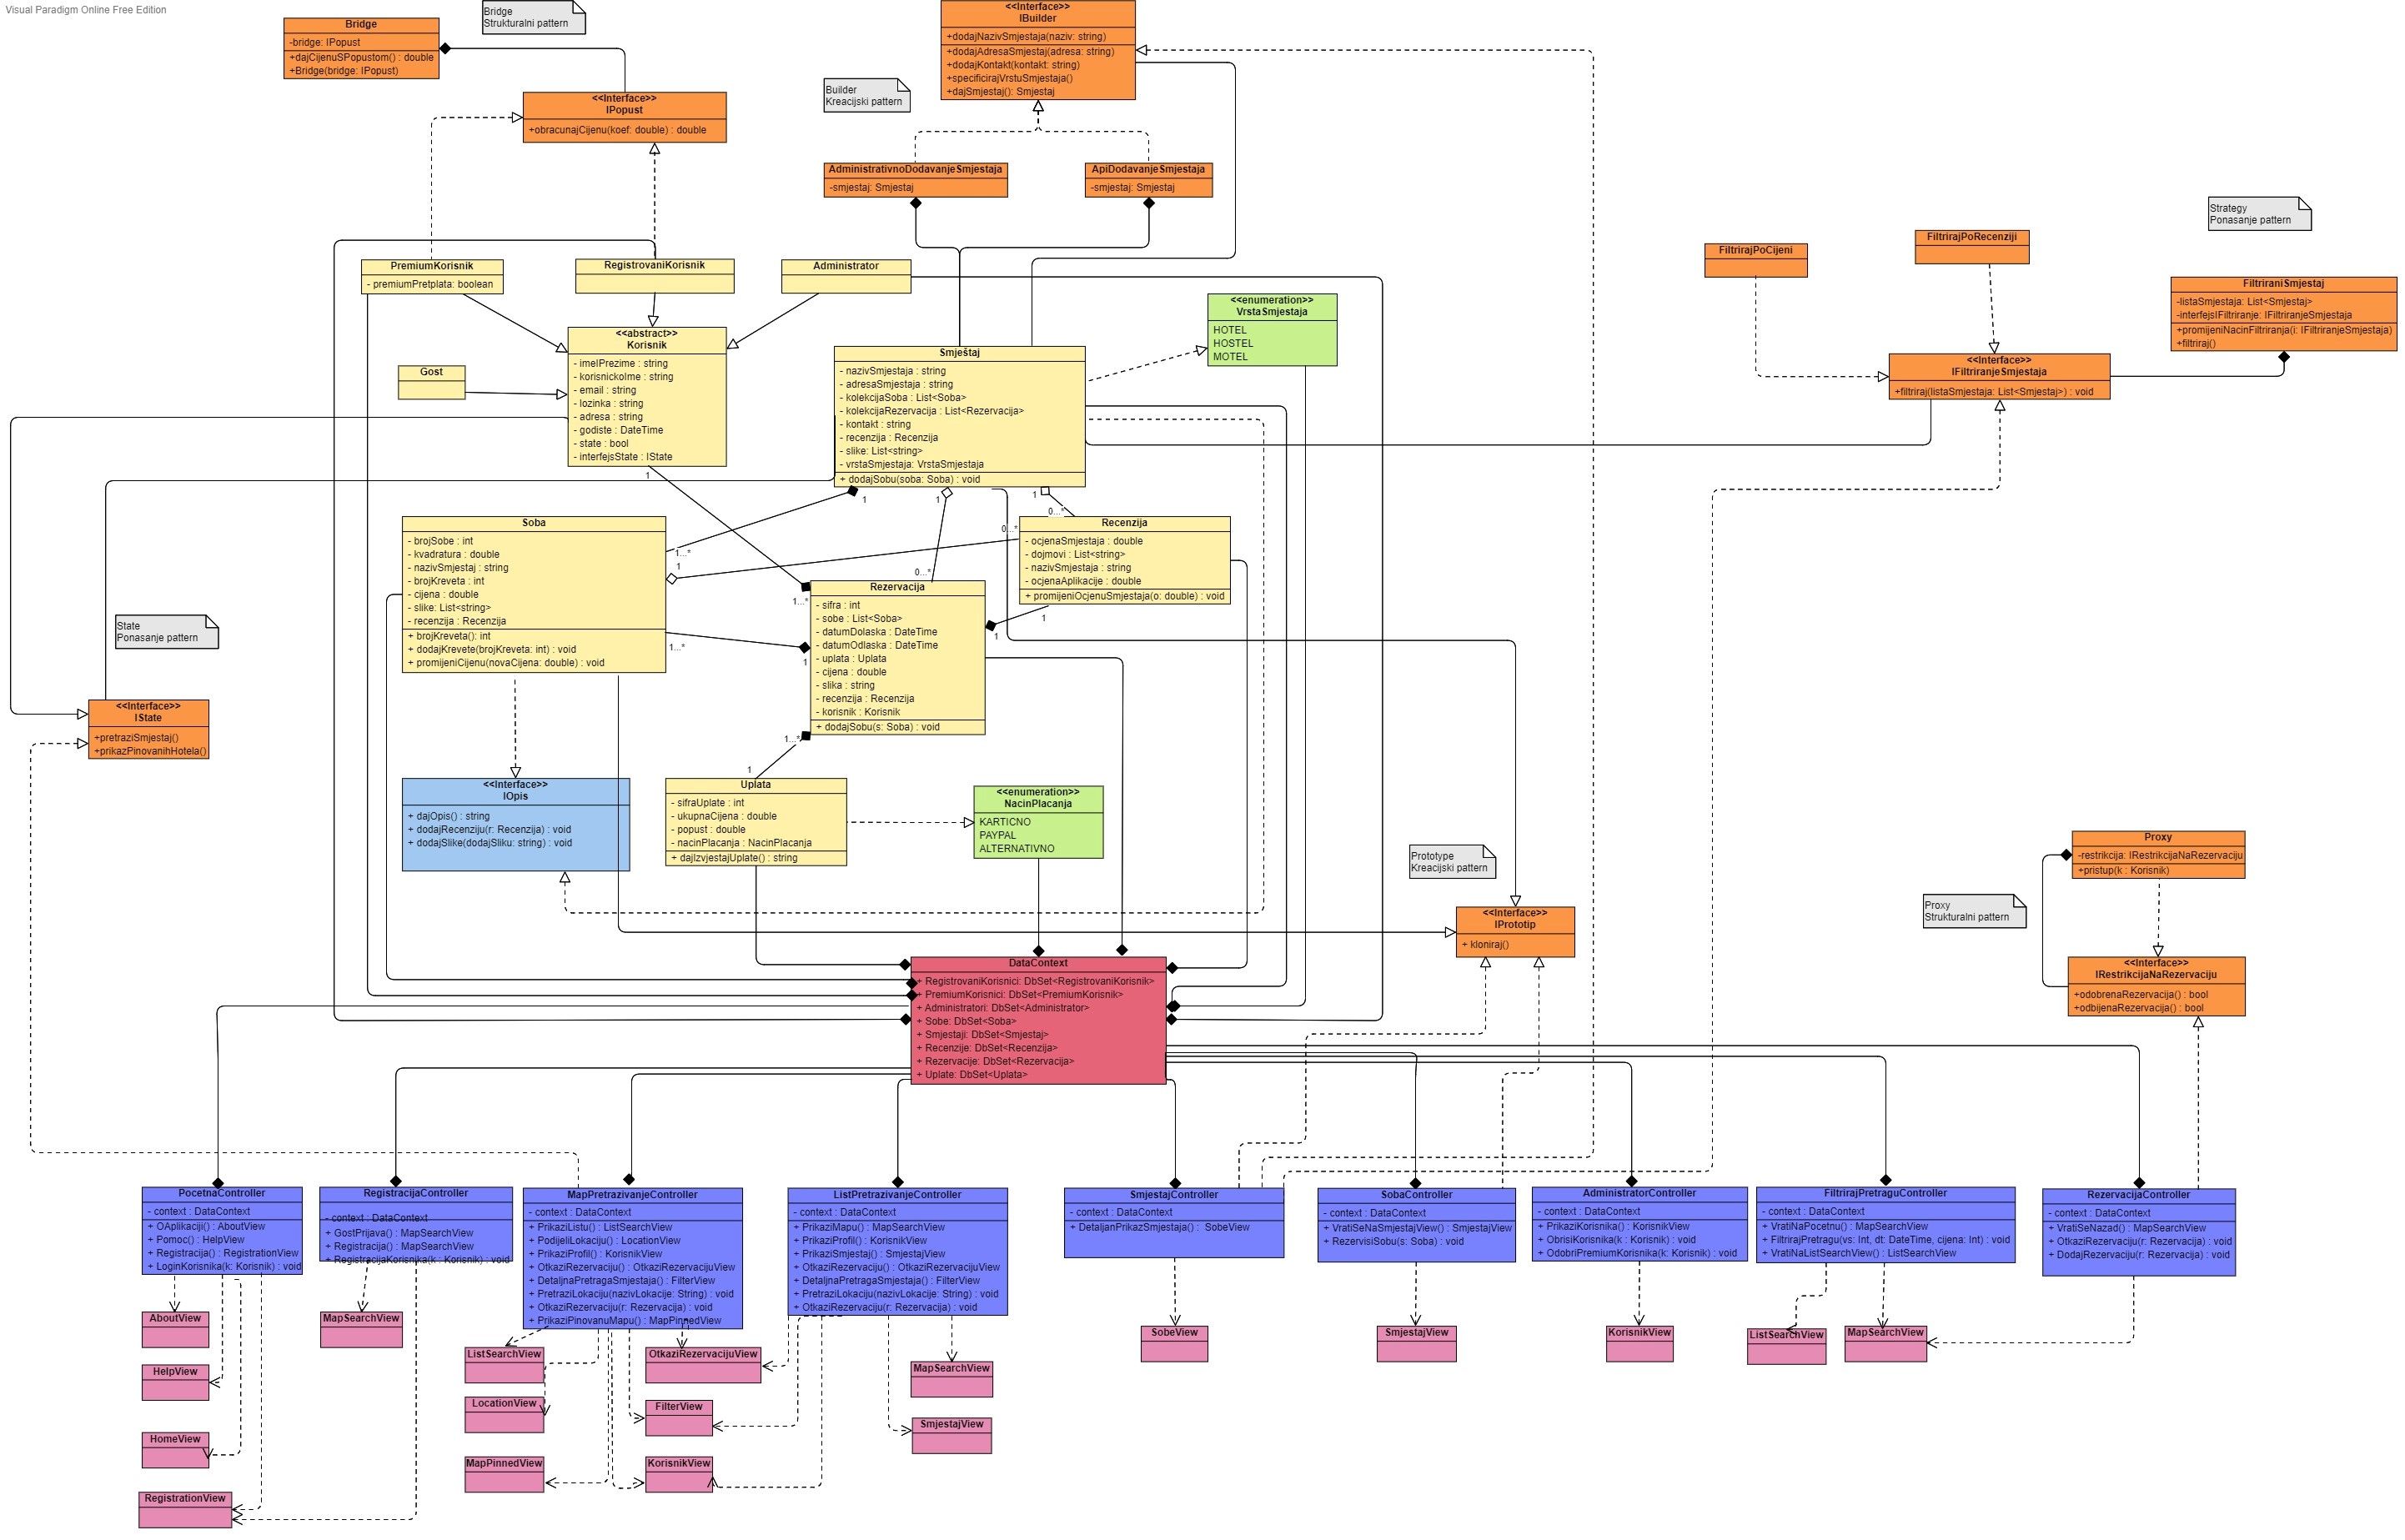 Visual Paradigm Online Free Edition
Bridge
-bridge: IPopust
+dajCijenuSPopustom() : double
+Bridge(bridge: IPopust)
Bridge
Strukturalni pattern
<<Interface>>
IPopust
+obracunajCijenu(koef: double) : double
<<Interface>>
IBuilder
+dodajNazivSmjestaja(naziv: string)
+dodajAdresaSmjestaj(adresa: string)
+dodajKontakt(kontakt: string)
+specificirajVrstuSmjestaja()
+dajSmjestaj(): Smjestaj
Builder
Kreacijski pattern
AdministrativnoDodavanjeSmjestaja
-smjestaj: Smjestaj
ApiDodavanjeSmjestaja
-smjestaj: Smjestaj
Strategy
Ponasanje pattern
FiltrirajPoCijeni
FiltrirajPoRecenziji
FiltriraniSmjestaj
-listaSmjestaja: List<Smjestaj>
-interfejsIFiltriranje: IFiltriranjeSmjestaja
+promijeniNacinFiltriranja(i: IFiltriranjeSmjestaja)
+filtriraj()
<<Interface>>
IFiltriranjeSmjestaja
+filtriraj(listaSmjestaja: List<Smjestaj>) : void
PremiumKorisnik
- premiumPretplata: boolean
RegistrovaniKorisnik
Administrator
<<enumeration>>
VrstaSmjestaja
HOTEL
HOSTEL
MOTEL
Gost
<<abstract>>
Korisnik
- imeIPrezime : string
- korisnickoIme : string
- email : string
- lozinka : string
- adresa : string
- godiste : DateTime
- state : bool
- interfejsState : IState
1
Smještaj
- nazivSmjestaja : string
- adresaSmjestaja : string
- kolekcijaSoba : List<Soba>
- kolekcijaRezervacija : List<Rezervacija>
- kontakt : string
- recenzija : Recenzija
- slike: List<string>
- vrstaSmjestaja: VrstaSmjestaja
+ dodajSobu(soba: Soba) : void
1
1
1
0...*
0...*
Soba
- brojSobe : int
- kvadratura : double
- nazivSmjestaj : string
- brojKreveta : int
- cijena : double
- slike: List<string>
- recenzija : Recenzija
+ brojKreveta(): int
+ dodajKrevete(brojKreveta: int) : void
+ promijeniCijenu(novaCijena: double) : void
1...*
1
1...*
Recenzija
- ocjenaSmjestaja : double
- dojmovi : List<string>
- nazivSmjestaja : string
- ocjenaAplikacije : double
+ promijeniOcjenuSmjestaja(o: double) : void
1
0...*
1...*
Rezervacija
- sifra : int
- sobe : List<Soba>
- datumDolaska : DateTime
- datumOdlaska : DateTime
- uplata : Uplata
- cijena : double
- slika : string
- recenzija : Recenzija
- korisnik : Korisnik
+ dodajSobu(s: Soba) : void
1
1
1...*
1
State
Ponasanje pattern
<<Interface>>
IState
+pretraziSmjestaj()
+prikazPinovanihHotela()
<<Interface>>
IOpis
+ dajOpis() : string
+ dodajRecenziju(r: Recenzija) : void
+ dodajSlike(dodajSliku: string) : void
Uplata
- sifraUplate : int
- ukupnaCijena : double
- popust : double
- nacinPlacanja : NacinPlacanja
+ dajIzvjestajUplate() : string
<<enumeration>>
NacinPlacanja
KARTICNO
PAYPAL
ALTERNATIVNO
Prototype
Kreacijski pattern
<<Interface>>
IPrototip
+ kloniraj()
Proxy
-restrikcija: IRestrikcijaNaRezervaciju
+pristup(k : Korisnik)
Proxy
Strukturalni pattern
<<Interface>>
IRestrikcijaNaRezervaciju
+odobrenaRezervacija() : bool
+odbijenaRezervacija() : bool
DataContext
+ RegistrovaniKorisnici: DbSet<RegistrovaniKorisnik>
+ PremiumKorisnici: DbSet<PremiumKorisnik>
+ Administratori: DbSet<Administrator>
+ Sobe: DbSet<Soba>
+ Smjestaji: DbSet<Smjestaj>
+ Recenzije: DbSet<Recenzija>
+ Rezervacije: DbSet<Rezervacija>
+ Uplate: DbSet<Uplata>
PocetnaController
- context : DataContext
+ OAplikaciji() : AboutView
+ Pomoc() : HelpView
+ Registracija() : RegistrationView
+ LoginKorisnika(k: Korisnik) : void
RegistracijaController
- context : DataContext
+ GostPrijava() : MapSearchView
+ Registracija() : MapSearchView
+ RegistracijaKorisnika(k : Korisnik) : void
MapPretrazivanjeController
- context : DataContext
+ PrikaziListu() : ListSearchView
+ PodijeliLokaciju() : LocationView
+ PrikaziProfil() : KorisnikView
+ OtkaziRezervaciju() : OtkaziRezervacijuView
+ DetaljnaPretragaSmjestaja() : FilterView
+ PretraziLokaciju(nazivLokacije: String) : void
+ OtkaziRezervaciju(r: Rezervacija) : void
+ PrikaziPinovanuMapu() : MapPinnedView
ListPretrazivanjeController
- context : DataContext
+ PrikaziMapu() : MapSearchView
+ PrikaziProfil() : KorisnikView
+ PrikaziSmjestaj() : SmjestajView
+ OtkaziRezervaciju() : OtkaziRezervacijuView
+ DetaljnaPretragaSmjestaja() : FilterView
+ PretraziLokaciju(nazivLokacije: String) : void
+ OtkaziRezervaciju(r: Rezervacija) : void
SmjestajController
- context : DataContext
+ DetaljanPrikazSmjestaja() : SobeView
SobaController
- context : DataContext
+ VratiSeNaSmjestajView() : SmjestajView
+ RezervisiSobu(s: Soba) : void
AdministratorController
- context : DataContext
+ PrikaziKorisnika() : KorisnikView
+ ObrisiKorisnika(k : Korisnik) : void
+ OdobriPremiumKorisnika(k: Korisnik) : void
FiltrirajPretraguController
- context : DataContext
+ VratiNaPocetnu() : MapSearchView
+ FiltrirajPretragu(vs: Int, dt: DateTime, cijena: Int) : void
+ VratiNaListSearchView() : ListSearchView
RezervacijaController
- context : DataContext
+ VratiSeNazad() : MapSearchView
+ OtkaziRezervaciju(r: Rezervacija) : void
+ DodajRezervaciju(r: Rezervacija) : void
AboutView
HelpView
HomeView
RegistrationView
MapSearchView
ListSearchView
LocationView
MapPinnedView
OtkaziRezervacijuView
FilterView
KorisnikView
MapSearchView
SmjestajView
SobeView
SmjestajView
KorisnikView
ListSearchView
MapSearchView